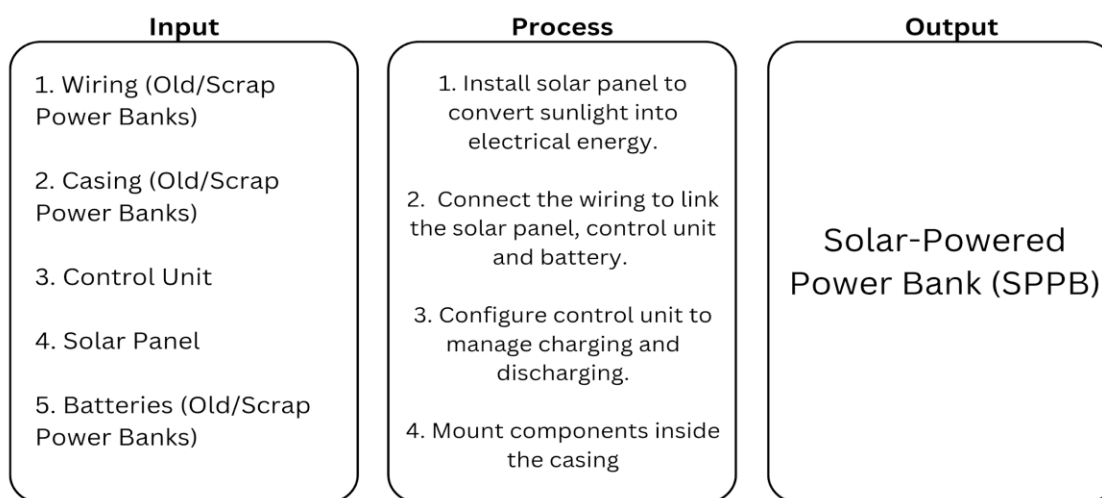 Input
1. Wiring (Old/Scrap
Power Banks)
2. Casing (Old/Scrap
Power Banks)
3. Control Unit
4. Solar Panel
5. Batteries (Old/Scrap
Power Banks)
Process
1. Install solar panel to
convert sunlight into
electrical energy.
2. Connect the wiring to link
the solar panel, control unit
and battery.
3. Configure control unit to
manage charging and
discharging.
4. Mount components inside
the casing
Output
Solar-Powered
Power Bank (SPPB)